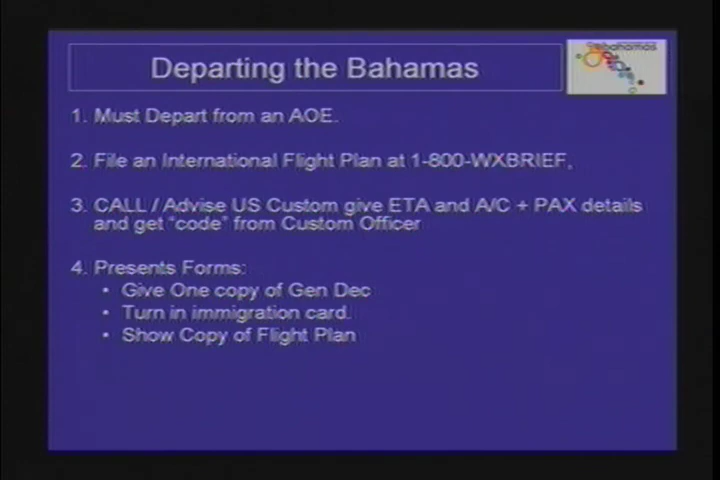 Departing the Bahamas
bahamas
1. Must Depart from an AOE.
2. File an International Flight Plan at 1-800-WXBRIEF,
3. CALL / Advise US Custom give ETA and A/C + PAX details
and get "code" from Custom Officer
4. Presents Forms:
• Give One copy of Gen Dec
• Turn in immigration card.
• Show Copy of Flight Plan